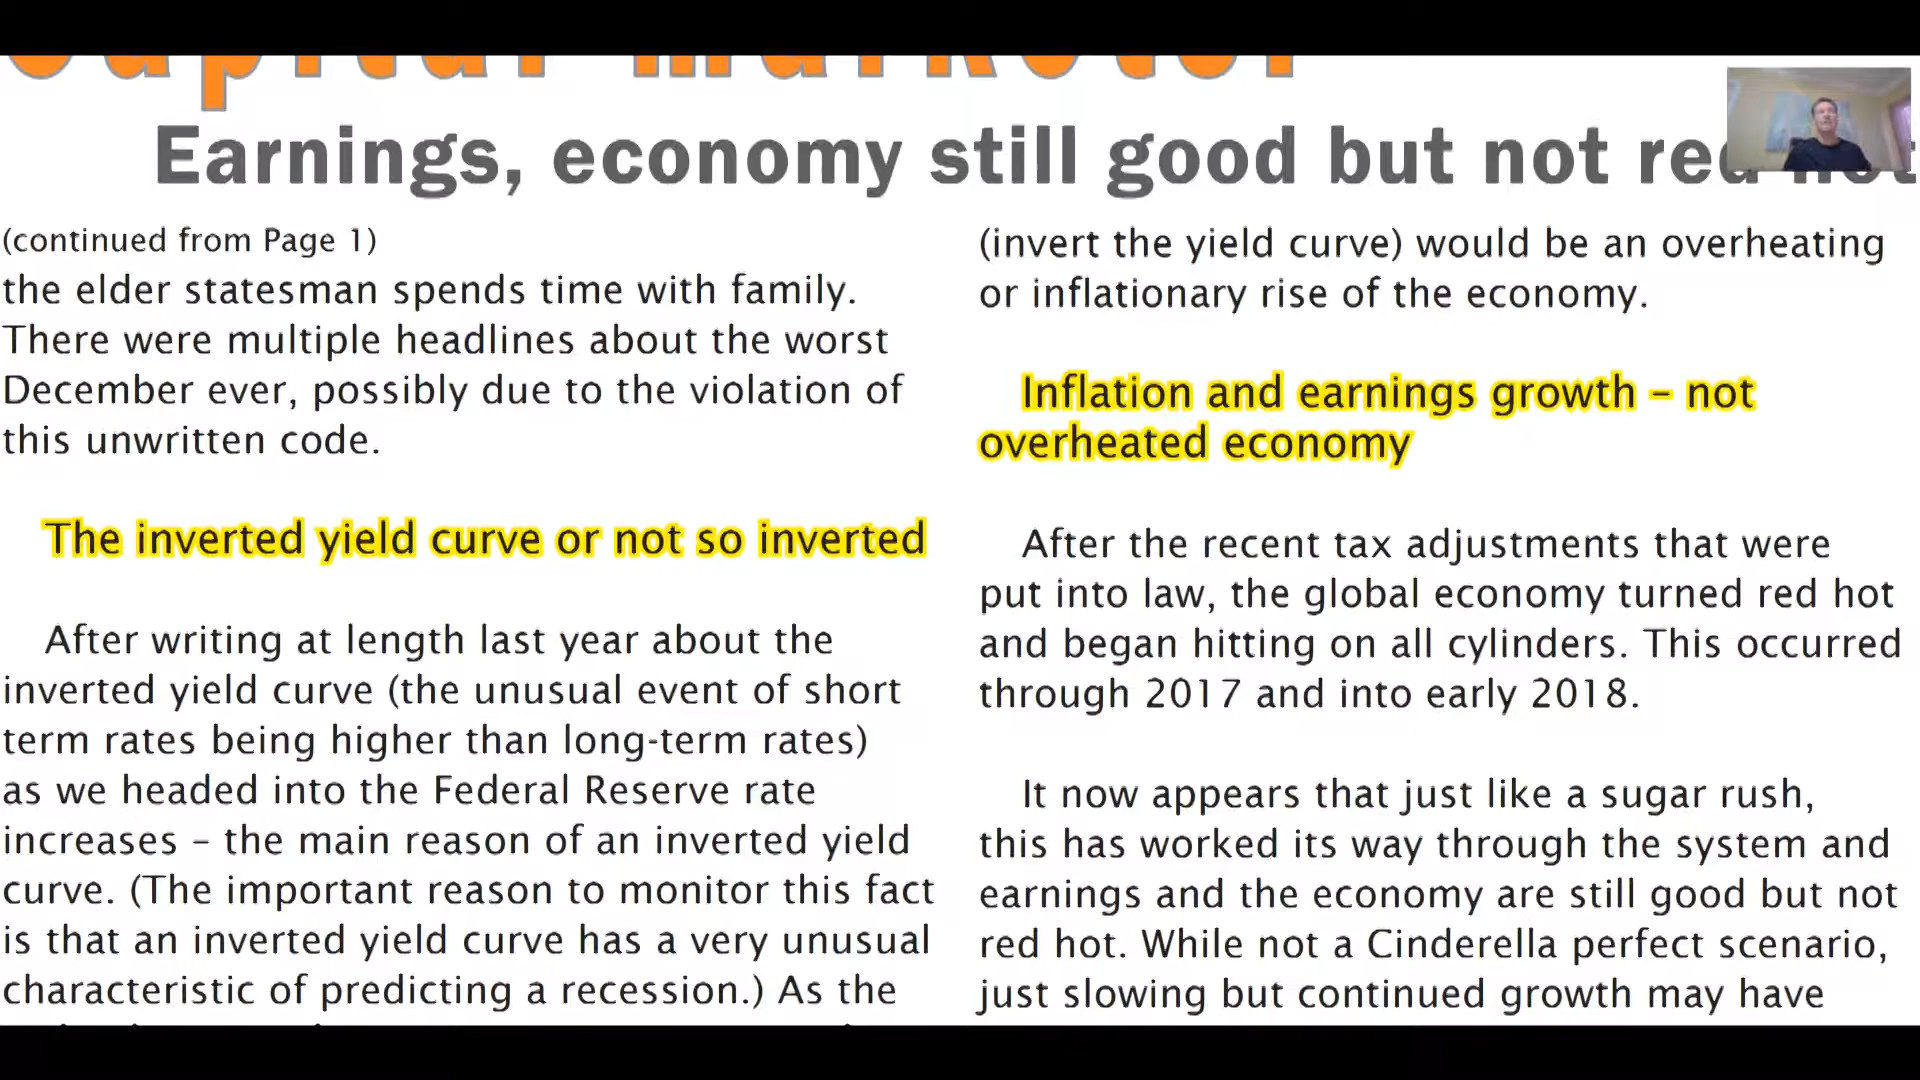 Capital Marketer
Earnings, economy still good but not red hot
(continued from Page 1)
the elder statesman spends time with family.
There were multiple headlines about the worst
December ever, possibly due to the violation of
this unwritten code.
The inverted yield curve or not so inverted
After writing at length last year about the
inverted yield curve (the unusual event of short
term rates being higher than long-term rates)
as we headed into the Federal Reserve rate
increases – the main reason of an inverted yield
curve. (The important reason to monitor this fact
is that an inverted yield curve has a very unusual
characteristic of predicting a recession.) As the
(invert the yield curve) would be an overheating
or inflationary rise of the economy.
Inflation and earnings growth – not
overheated economy
After the recent tax adjustments that were
put into law, the global economy turned red hot
and began hitting on all cylinders. This occurred
through 2017 and into early 2018.
It now appears that just like a sugar rush,
this has worked its way through the system and
earnings and the economy are still good but not
red hot. While not a Cinderella perfect scenario,
just slowing but continued growth may have